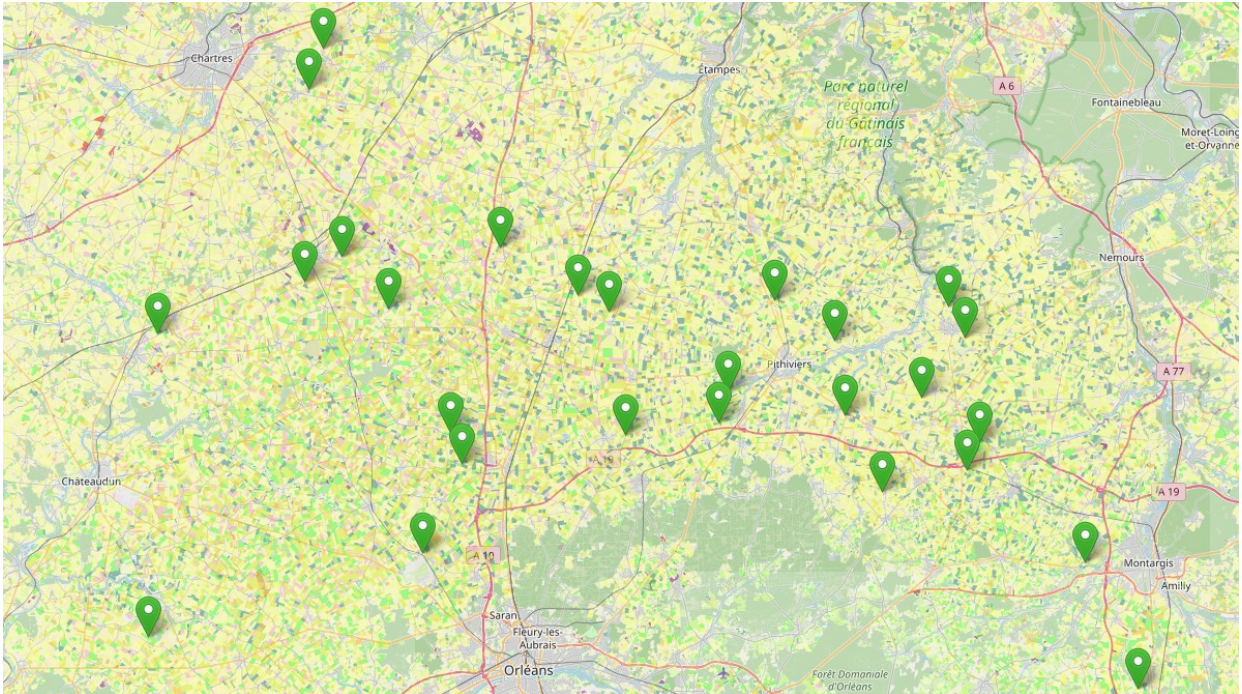 Chartres
Étampes
Parc naturel
régional
du Gâtinais
français
A 6
Fontainebleau
Moret-Loing-
et-Orvanne
Nemours
Pithiviers
A 77
A 19
Châteaudun
A 19
A 10
Montargis
Amilly
Saran
Fleury-les-
Aubrais
Orléans
Forêt Domaniale
d'Orléans